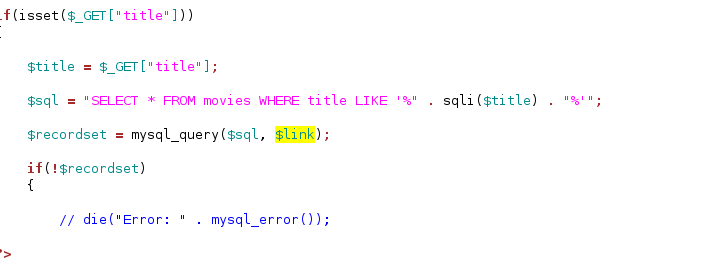 if(isset($_GET["title"]))
{
$title = $_GET["title"];
$sql = "SELECT * FROM movies WHERE title LIKE '%" . sqli($title) . "%'";
$recordset = mysql_query($sql, $link);
if(!$recordset)
{
// die("Error: " . mysql_error());
?>